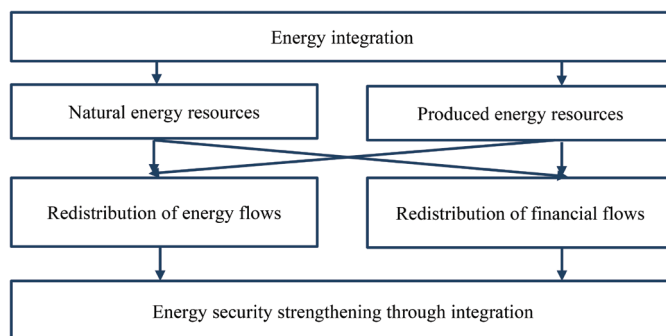 Energy integration
Natural energy resources
Produced energy resources
Redistribution of energy flows
Redistribution of financial flows
Energy security strengthening through integration